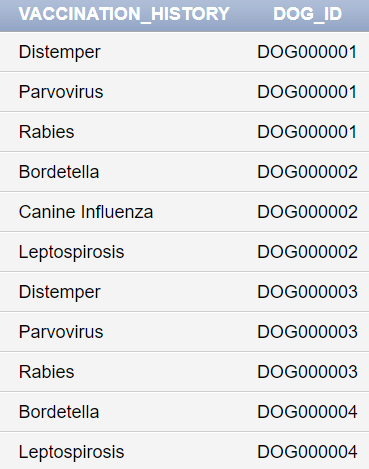 VACCINATION_HISTORY DOG_ID
Distemper DOG000001
Parvovirus DOG000001
Rabies DOG000001
Bordetella DOG000002
Canine Influenza DOG000002
Leptospirosis DOG000002
Distemper DOG000003
Parvovirus DOG000003
Rabies DOG000003
Bordetella DOG000004
Leptospirosis DOG000004